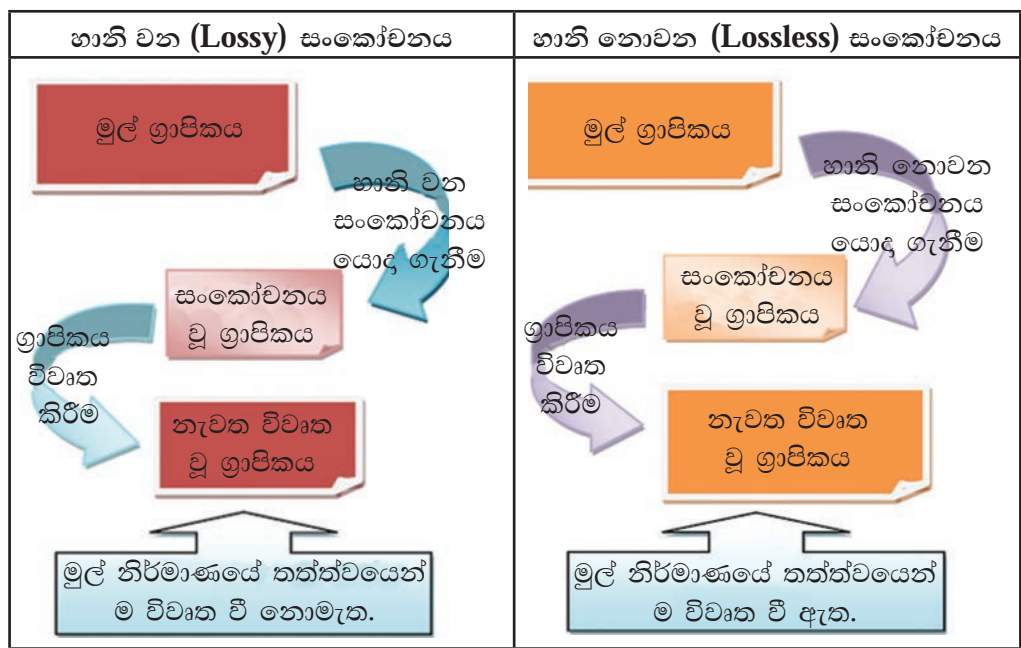 හානි වන (Lossy) සංකෝචනය
මුල් ග්‍රාපිකය
හානි වන
සංකෝචනය
යොදා ගැනීම
සංකෝචනය
වූ ග්‍රාපිකය
ග්‍රාපිකය
විවෘත
කිරීම
නැවත විවෘත
වූ ග්‍රාපිකය
මුල් නිර්මාණයේ තත්ත්වයෙන්
ම විවෘත වී නොමැත.
හානි නොවන (Lossless) සංකෝචනය
මුල් ග්‍රාපිකය
හානි නොවන
සංකෝචනය
යොදා ගැනීම
සංකෝචනය
වූ ග්‍රාපිකය
ග්‍රාපිකය
විවෘත
කිරීම
නැවත විවෘත
වූ ග්‍රාපිකය
මුල් නිර්මාණයේ තත්ත්වයෙන්
ම විවෘත වී ඇත.